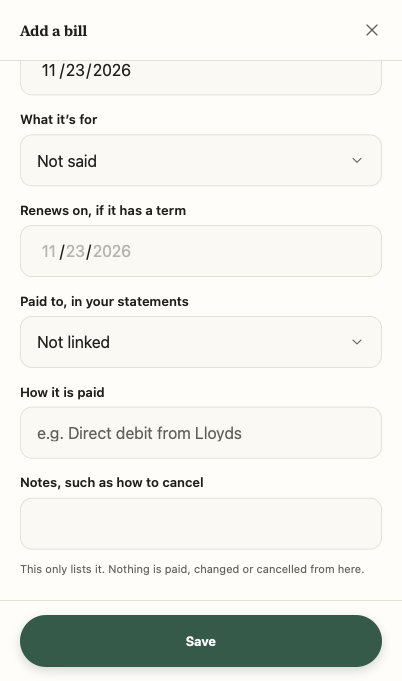 Add a bill
11/23/2026
What it's for
Not said
Renews on, if it has a term
11/23/2026
Paid to, in your statements
Not linked
How it is paid
e.g. Direct debit from Lloyds
Notes, such as how to cancel
This only lists it. Nothing is paid, changed or cancelled from here.
Save